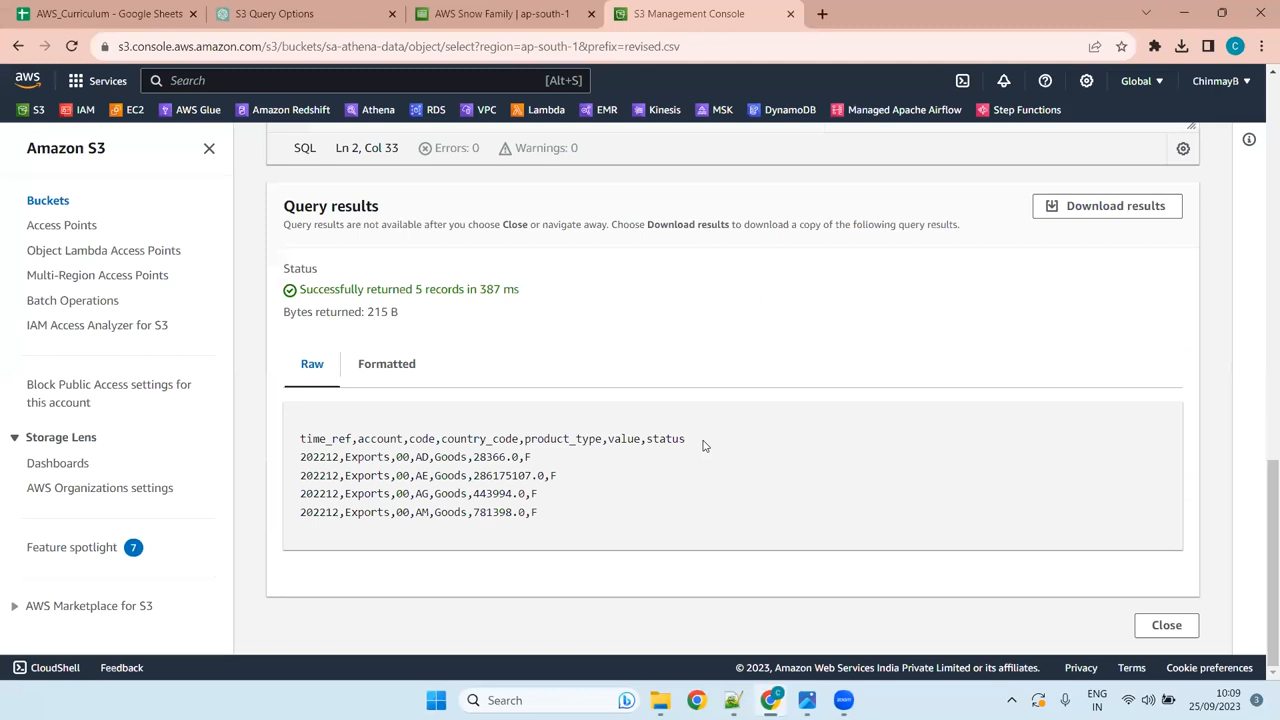 AWS_Curriculum - Google Sheets
S3 Query Options
AWS Snow Family | ap-south-1
S3 Management Console
s3.console.aws.amazon.com/s3/buckets/sa-athena-data/object/select?region=ap-south-1&prefix=revised.csv
C
aws
Services
Search
[Alt+S]
Global
ChinmayB
S3
IAM
EC2
AWS Glue
Amazon Redshift
Athena
RDS
VPC
Lambda
EMR
Kinesis
MSK
DynamoDB
Managed Apache Airflow
Step Functions
Amazon S3
Buckets
Access Points
Object Lambda Access Points
Multi-Region Access Points
Batch Operations
IAM Access Analyzer for S3
Block Public Access settings for
this account
Storage Lens
Dashboards
AWS Organizations settings
Feature spotlight 7
AWS Marketplace for S3
SQL Ln 2, Col 33 Errors: 0 Warnings: 0
Query results
Download results
Query results are not available after you choose Close or navigate away. Choose Download results to download a copy of the following query results.
Status
Successfully returned 5 records in 387 ms
Bytes returned: 215 B
Raw
Formatted
time_ref,account,code,country_code,product_type,value,status
202212,Exports,00,AD,Goods,28366.0,F
202212,Exports,00,AE,Goods,286175107.0,F
202212,Exports,00,AG,Goods,443994.0,F
202212,Exports,00,AM,Goods,781398.0,F
Close
CloudShell
Feedback
© 2023, Amazon Web Services India Private Limited or its affiliates.
Privacy
Terms
Cookie preferences
Search
ENG
IN
10:09
25/09/2023
3